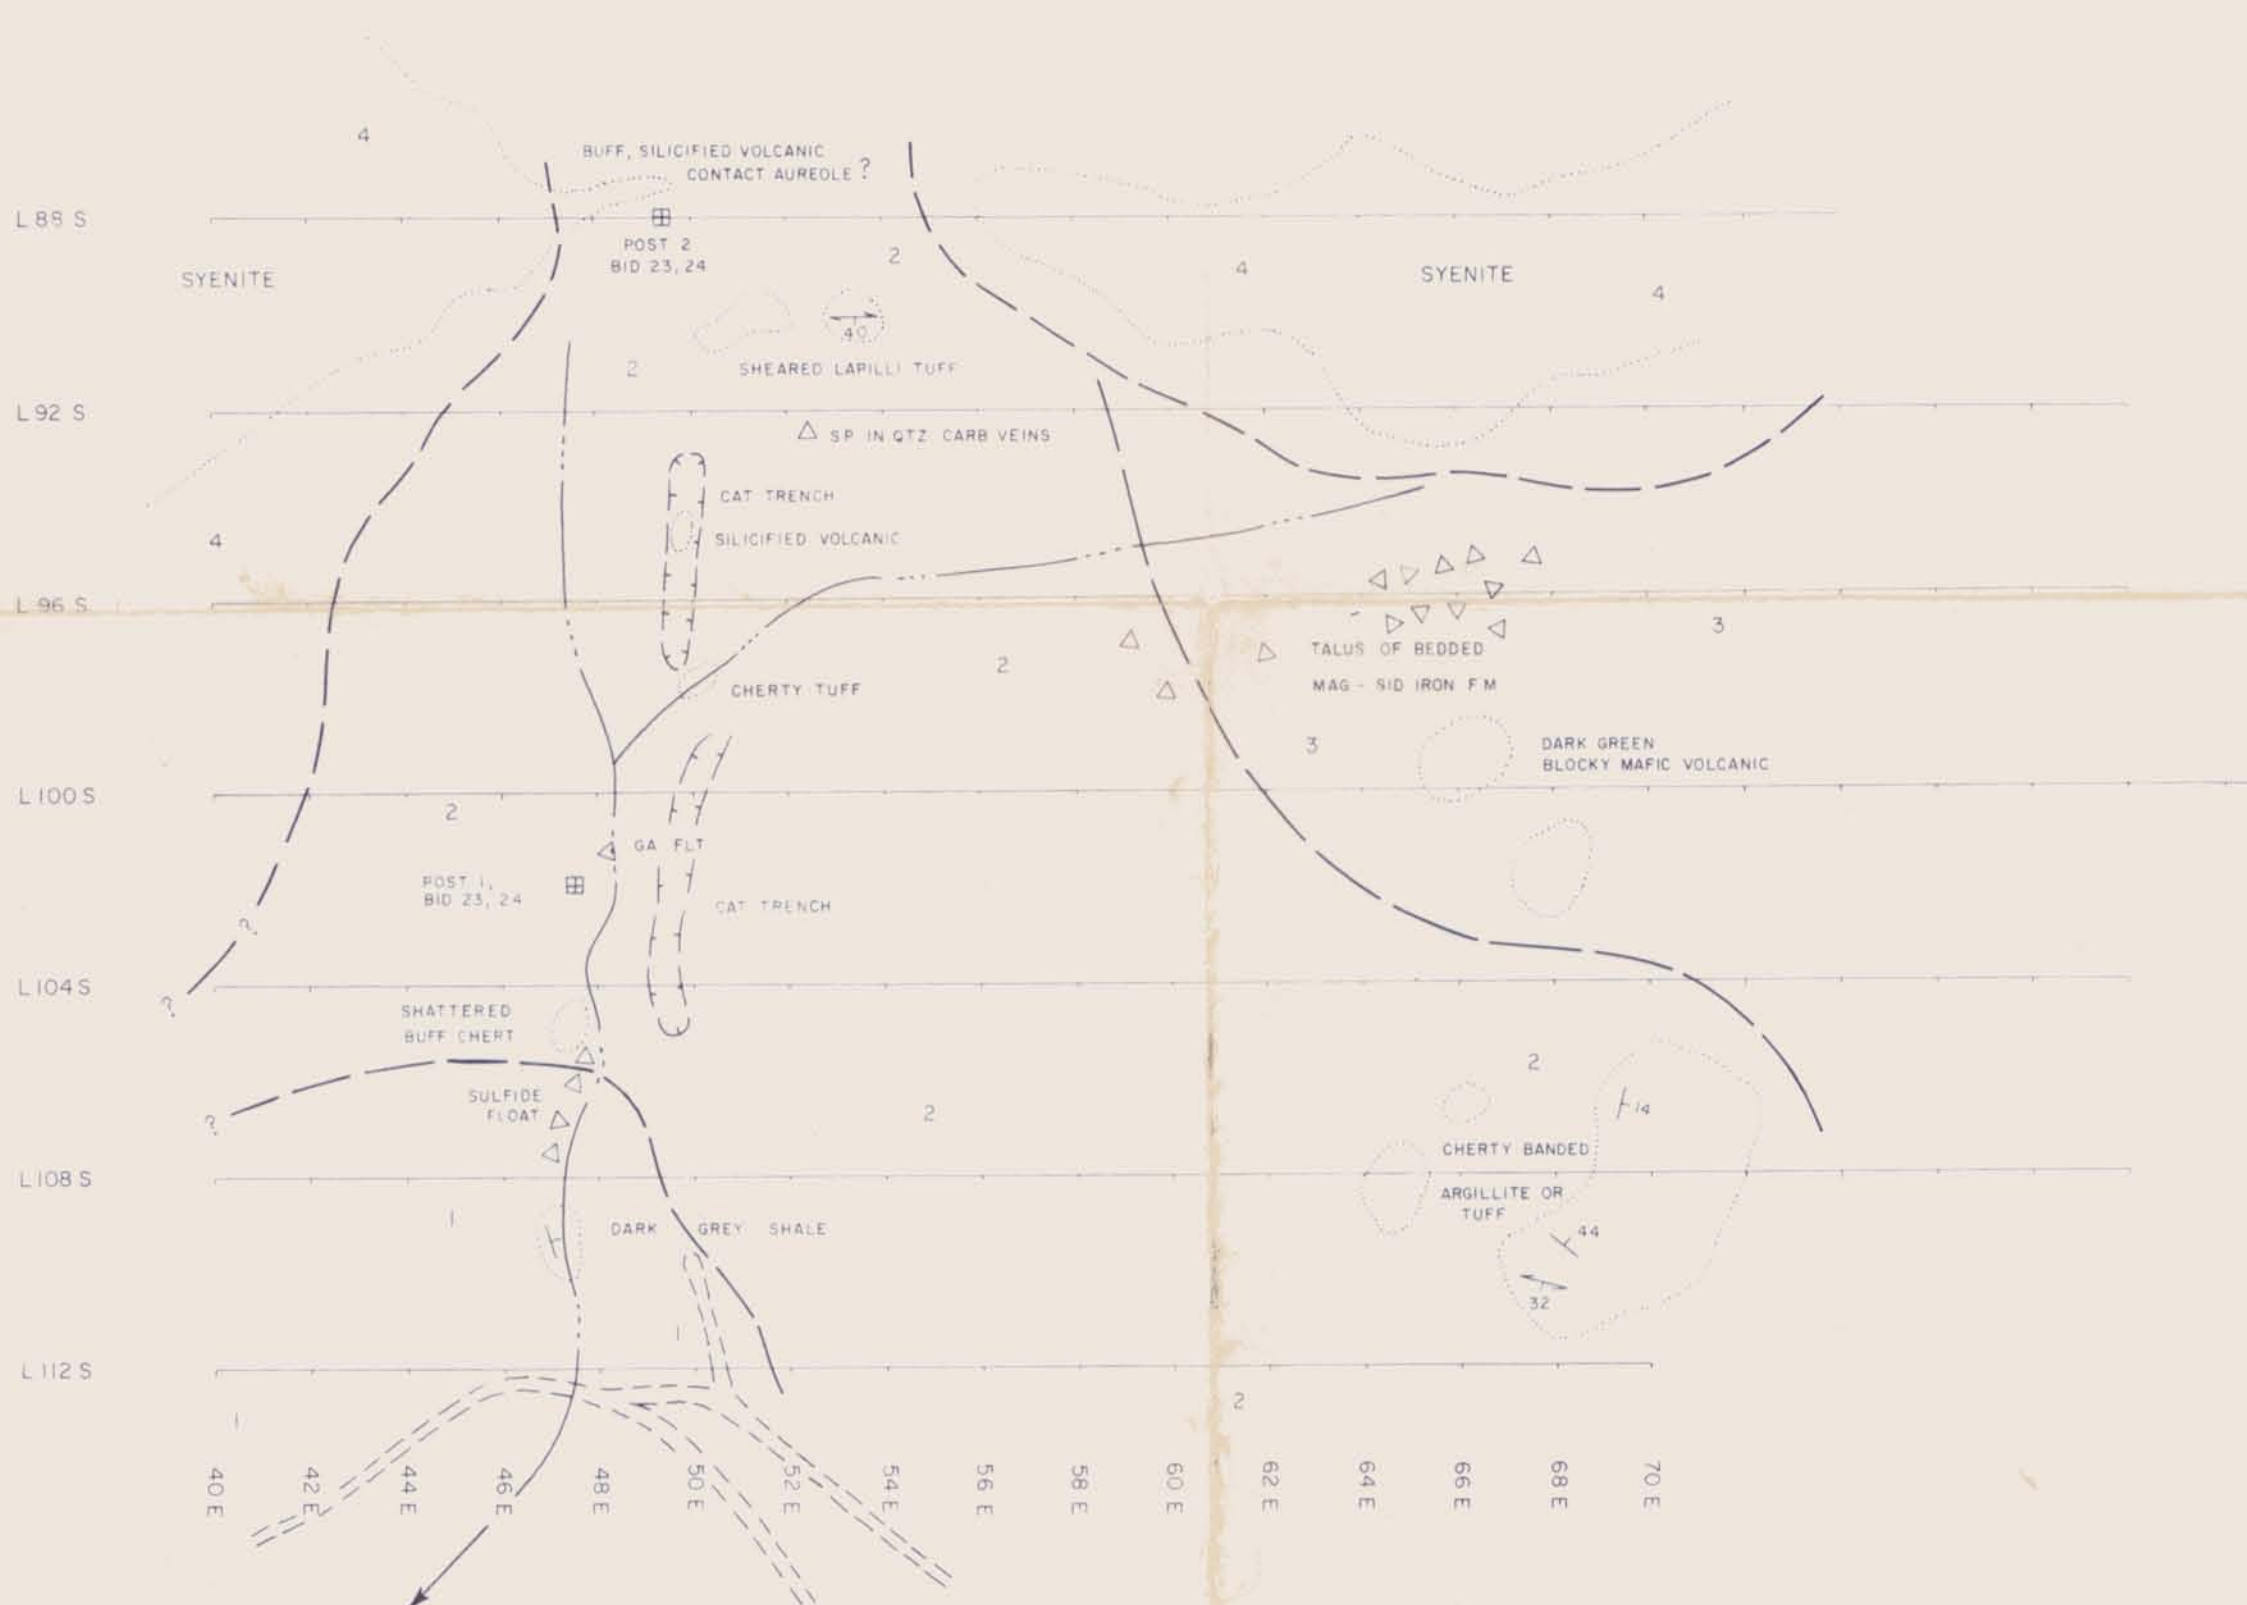 4
BUFF, SILICIFIED VOLCANIC
CONTACT AUREOLE ?
L 88 S
POST 2
BID 23, 24
2
4
SYENITE
SYENITE
4
40
2
SHEARED LAPILLI TUFF
L 92 S
SP IN QTZ CARB VEINS
CAT TRENCH
4
SILICIFIED VOLCANIC
L 96 S
3
2
TALUS OF BEDDED
MAG - SID IRON FM
CHERTY TUFF
3
DARK GREEN
BLOCKY MAFIC VOLCANIC
L 100 S
2
GA FLT
POST 1,
BID 23, 24
CAT TRENCH
?
L 104 S
?
SHATTERED
BUFF CHERT
2
SULFIDE
FLOAT
?
2
14
CHERTY BANDED
L 108 S
ARGILLITE OR
TUFF
1
DARK GREY SHALE
44
32
1
L 112 S
1
2
40 E
42 E
44 E
46 E
48 E
50 E
52 E
54 E
56 E
58 E
60 E
62 E
64 E
66 E
68 E
70 E